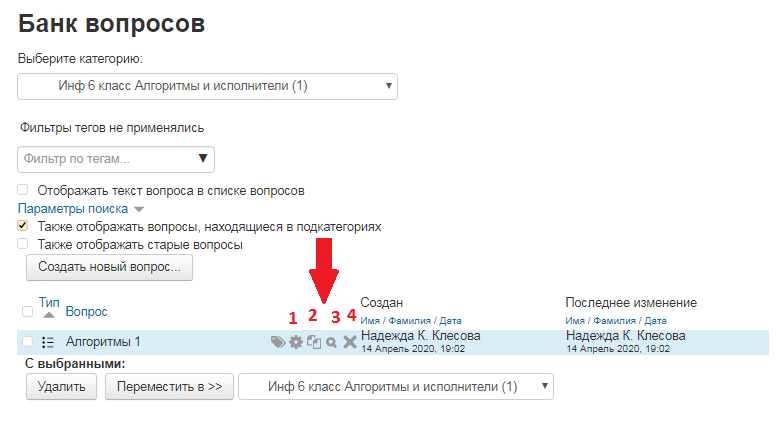 Банк вопросов
Выберите категорию:
Инф 6 класс Алгоритмы и исполнители (1)
Фильтры тегов не применялись
Фильтр по тегам...
Отображать текст вопроса в списке вопросов
Параметры поиска
Также отображать вопросы, находящиеся в подкатегориях
Также отображать старые вопросы
Создать новый вопрос...
Тип Вопрос 1 2 3 4 Создан Последнее изменение
Имя / Фамилия / Дата Имя / Фамилия / Дата
Алгоритмы 1 Надежда К. Клесова Надежда К. Клесова
14 Апрель 2020, 19:02 14 Апрель 2020, 19:02
С выбранными:
Удалить Переместить в >> Инф 6 класс Алгоритмы и исполнители (1)